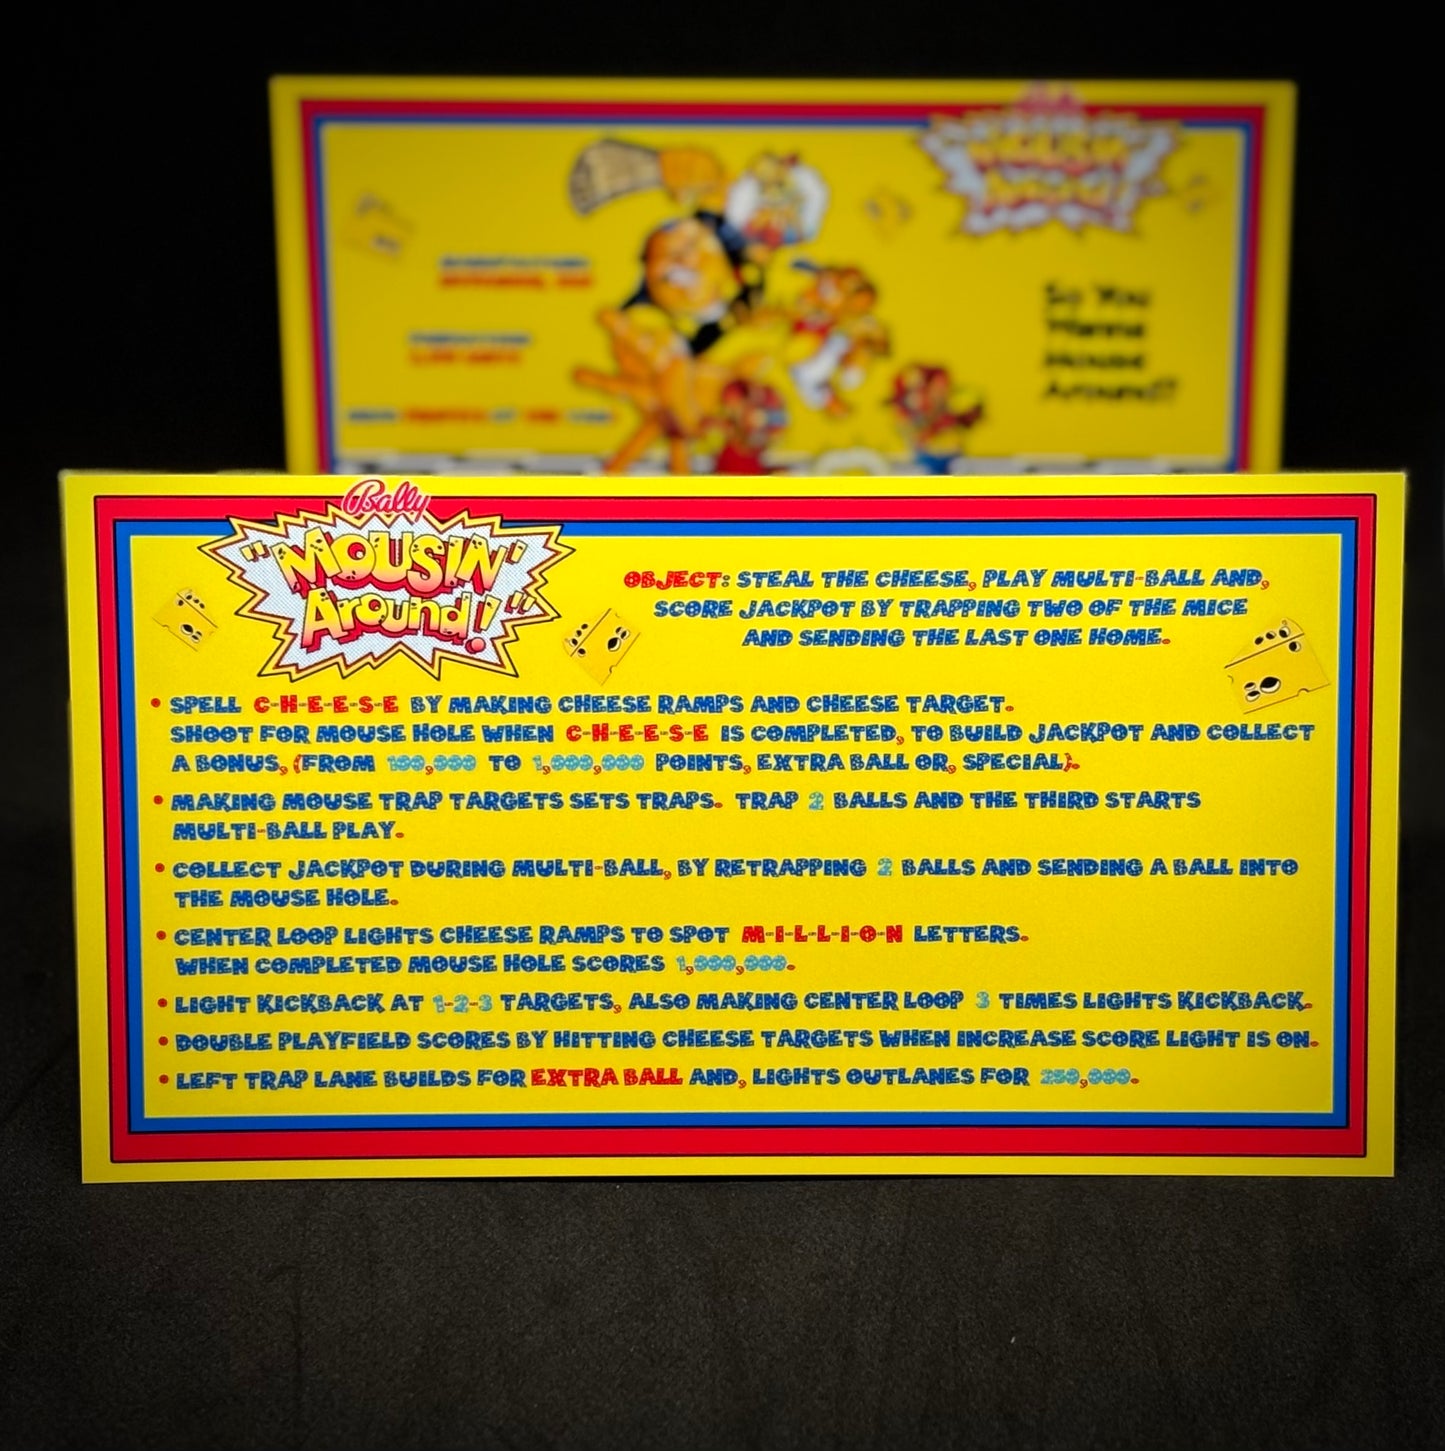 So You
Wanna
Mouse
Around?
Bally
"MOUSIN'
Around!"
OBJECT: STEAL THE CHEESE, PLAY MULTI-BALL AND,
SCORE JACKPOT BY TRAPPING TWO OF THE MICE
AND SENDING THE LAST ONE HOME.
• SPELL C-H-E-E-S-E BY MAKING CHEESE RAMPS AND CHEESE TARGET.
SHOOT FOR MOUSE HOLE WHEN C-H-E-E-S-E IS COMPLETED, TO BUILD JACKPOT AND COLLECT
A BONUS, (FROM 100,000 TO 1,000,000 POINTS, EXTRA BALL OR, SPECIAL).
• MAKING MOUSE TRAP TARGETS SETS TRAPS. TRAP 2 BALLS AND THE THIRD STARTS
MULTI-BALL PLAY.
• COLLECT JACKPOT DURING MULTI-BALL, BY RETRAPPING 2 BALLS AND SENDING A BALL INTO
THE MOUSE HOLE.
• CENTER LOOP LIGHTS CHEESE RAMPS TO SPOT M-I-L-L-I-O-N LETTERS.
WHEN COMPLETED MOUSE HOLE SCORES 1,000,000.
• LIGHT KICKBACK AT 1-2-3 TARGETS, ALSO MAKING CENTER LOOP 3 TIMES LIGHTS KICKBACK.
• DOUBLE PLAYFIELD SCORES BY HITTING CHEESE TARGETS WHEN INCREASE SCORE LIGHT IS ON.
• LEFT TRAP LANE BUILDS FOR EXTRA BALL AND, LIGHTS OUTLANES FOR 250,000.